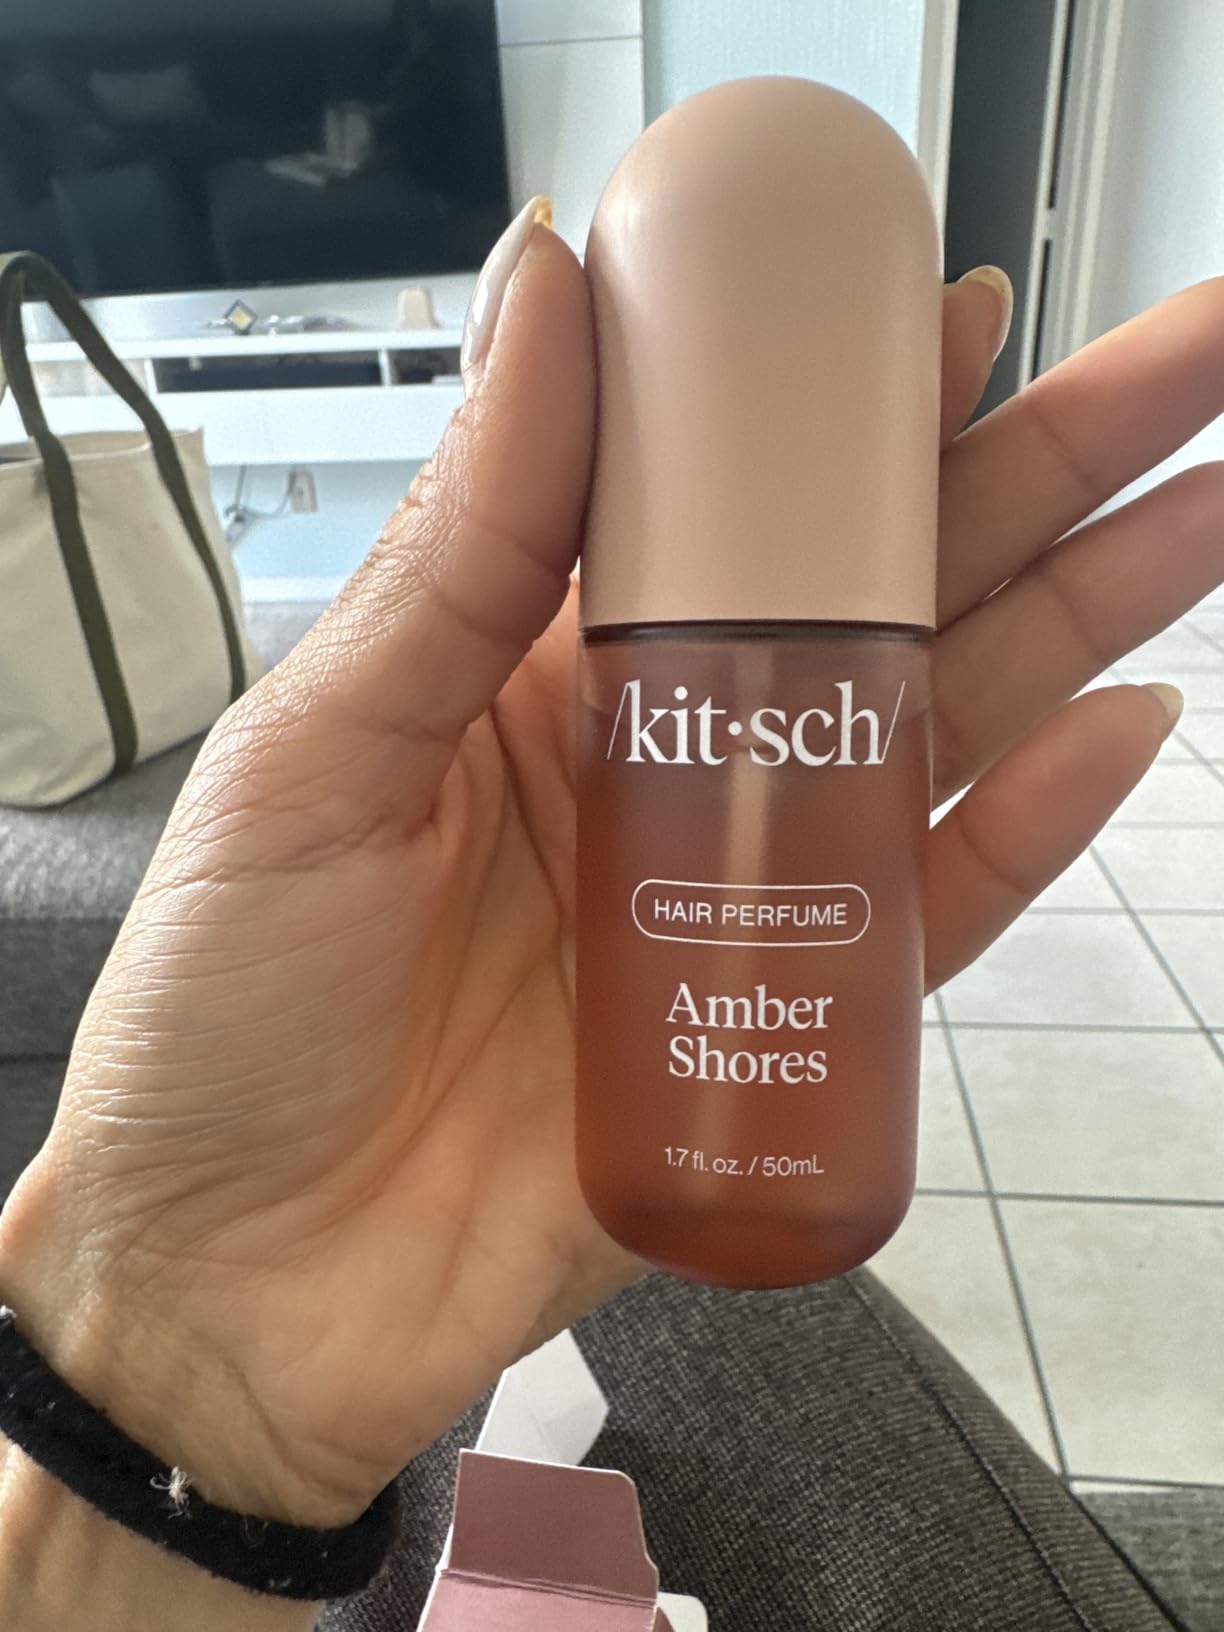 /kit·sch/
HAIR PERFUME
Amber
Shores
1.7 fl. oz. / 50mL